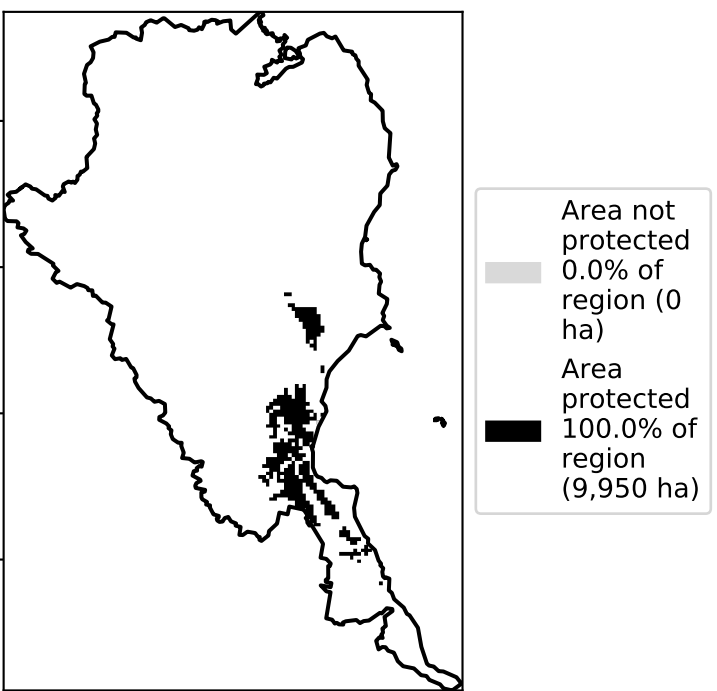 Area not
protected
0.0% of
region (0
ha)
Area
protected
100.0% of
region
(9,950 ha)